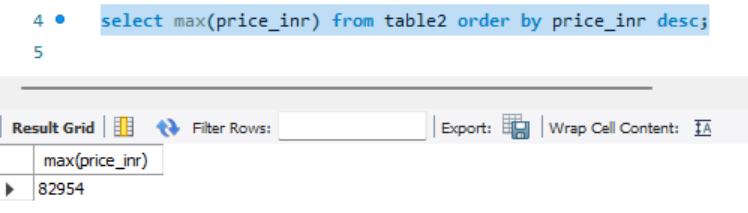 4 select max(price_inr) from table2 order by price_inr desc;
5
Result Grid Filter Rows: Export: Wrap Cell Content: IA
max(price_inr)
82954